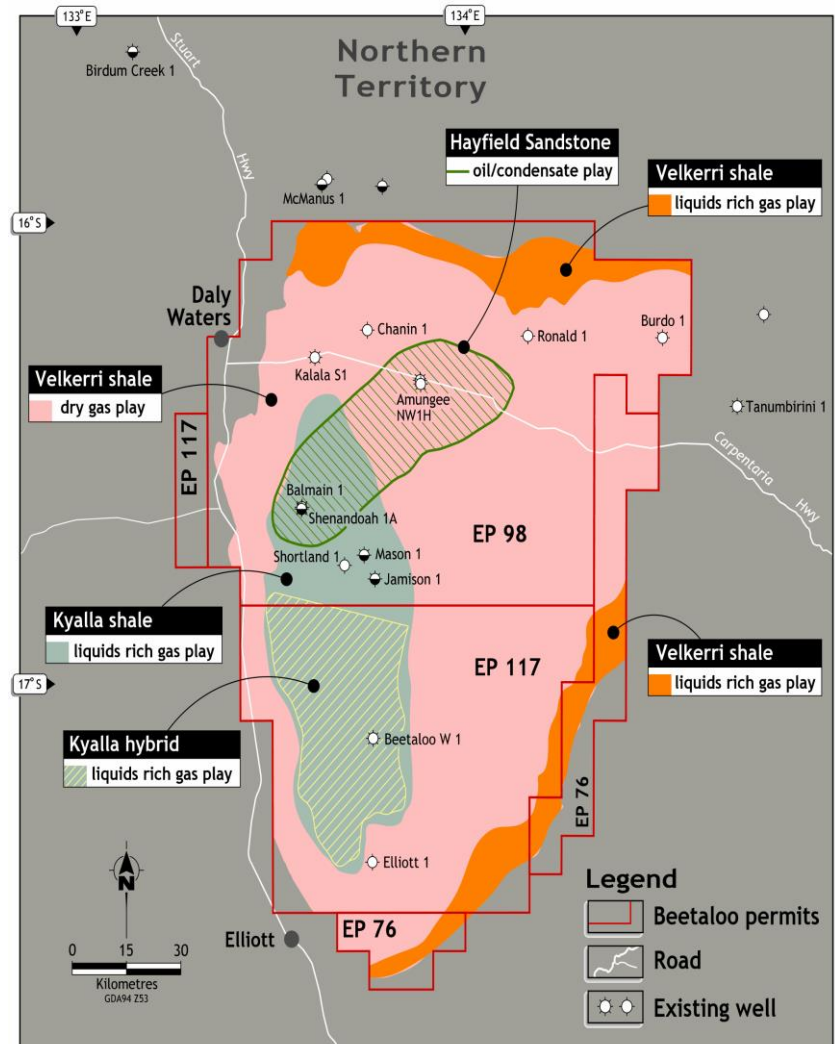 133°E
134°E
Birdum Creek 1
Stuart
Hwy
Northern
Territory
Hayfield Sandstone
oil/condensate play
Velkerri shale
liquids rich gas play
McManus 1
16°S
Daly
Waters
Chanin 1
Ronald 1
Burdo 1
Kalala S1
Velkerri shale
dry gas play
Amungee
NW1H
Tanumbirini 1
EP 117
Carpentaria
Hwy
Balmain 1
Shenandoah 1A
EP 98
Shortland 1
Mason 1
Jamison 1
Kyalla shale
liquids rich gas play
EP 117
Velkerri shale
liquids rich gas play
17°S
Kyalla hybrid
liquids rich gas play
Beetaloo W 1
EP 76
Elliott 1
N
Legend
Beetaloo permits
EP 76
Elliott
0 15 30
Kilometres
GDA94 Z53
Road
Existing well